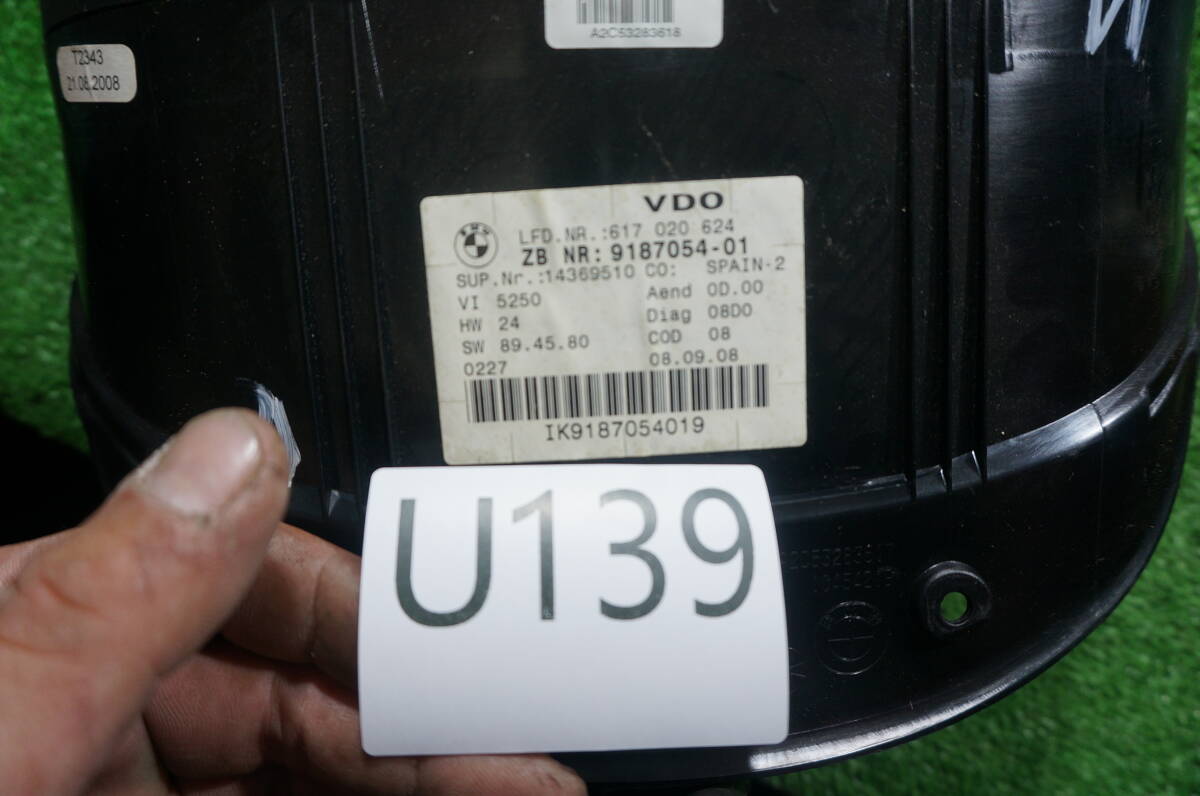 A2C53283618
T2343
21.08.2008
VDO
LFD.NR.:617 020 624
ZB NR: 9187054-01
SUP.Nr.:14369510 CO: SPAIN-2
VI 5250 Aend 0D.00
HW 24 Diag 08D0
SW 89.45.80 COD 08
0227 08.09.08
IK9187054019
U139